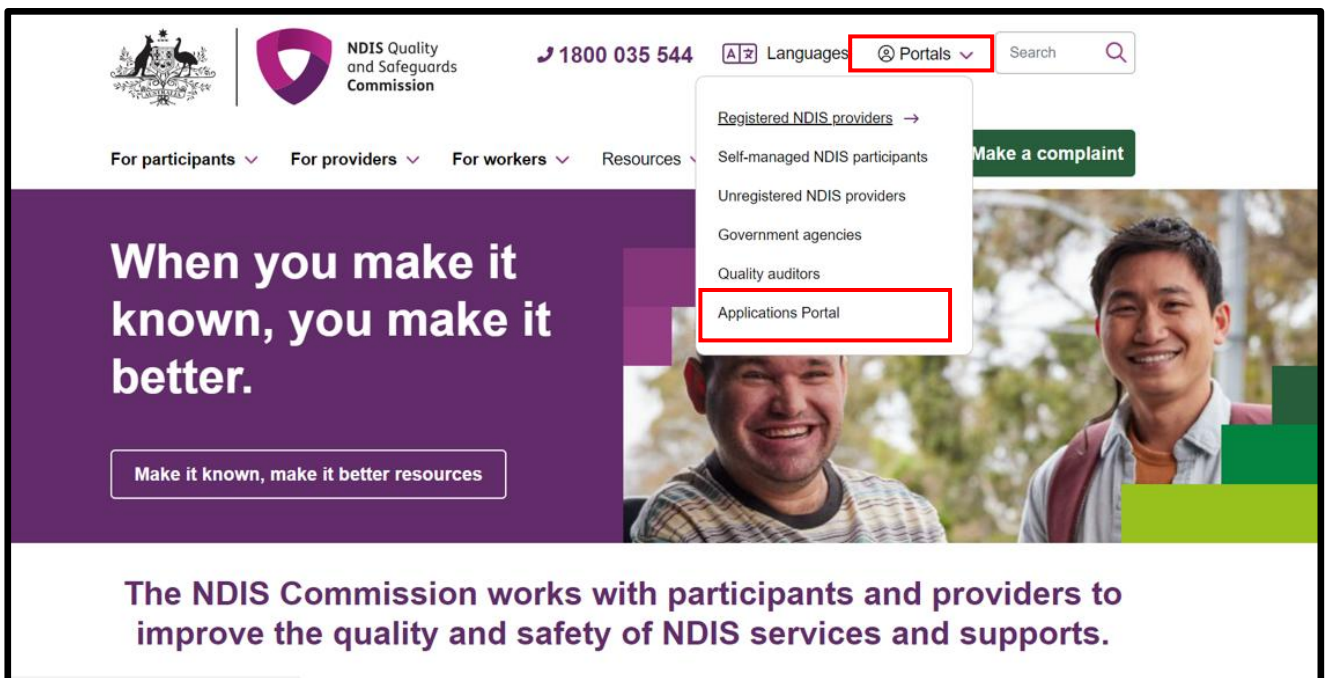 NDIS Quality
and Safeguards
Commission
1800 035 544
Languages
Portals
Search
Registered NDIS providers →
Self-managed NDIS participants
Unregistered NDIS providers
Government agencies
Quality auditors
Applications Portal
For participants
For providers
For workers
Resources
Make a complaint
When you make it
known, you make it
better.
Make it known, make it better resources
The NDIS Commission works with participants and providers to
improve the quality and safety of NDIS services and supports.